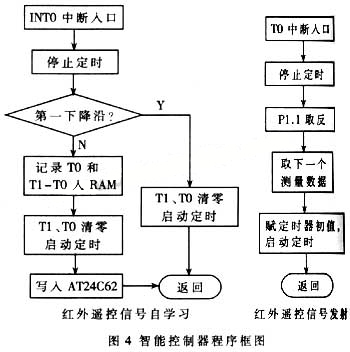 INT0 中断入口
停止定时
第一下降沿?
Y
N
记录 T0 和
T1-T0 入 RAM
T1、T0 清零
启动定时
T1、T0 清零
启动定时
写入 AT24C62
返回
红外遥控信号自学习
T0 中断入口
停止定时
P1.1 取反
取下一个
测量数据
赋定时器初值,
启动定时
返回
红外遥控信号发射
图 4 智能控制器程序框图